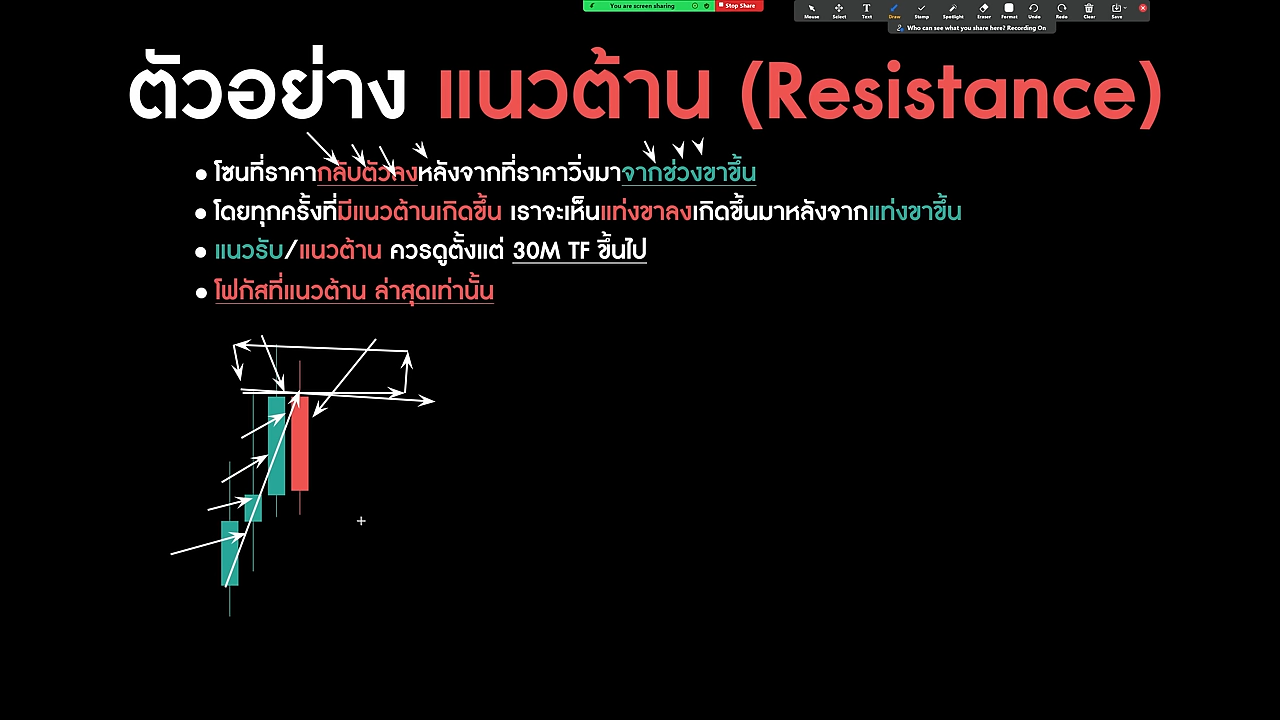 You are screen sharing
Stop Share
Mouse Select Text Draw Stamp Spotlight Eraser Format Undo Redo Clear Save
Who can see what you share here? Recording On
ตัวอย่าง แนวต้าน (Resistance)
● โซนที่ราคากลับตัวลงหลังจากที่ราคาวิ่งมาจากช่วงขาขึ้น
● โดยทุกครั้งที่มีแนวต้านเกิดขึ้น เราจะเห็นแท่งขาลงเกิดขึ้นมาหลังจากแท่งขาขึ้น
● แนวรับ/แนวต้าน ควรดูตั้งแต่ 30M TF ขึ้นไป
● โฟกัสที่แนวต้าน ล่าสุดเท่านั้น